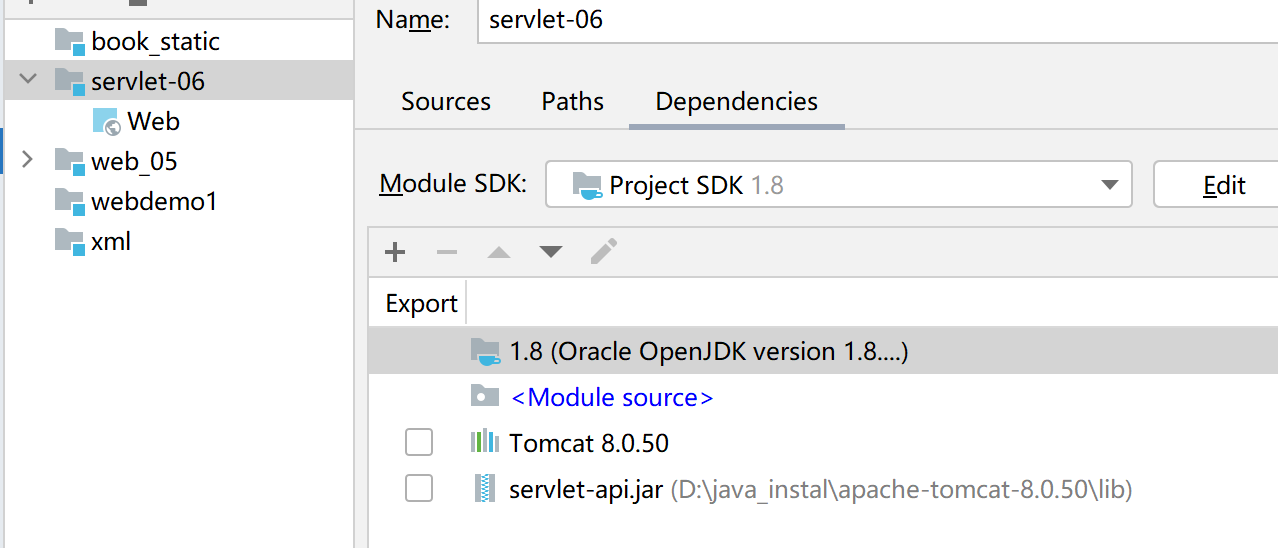 book_static
servlet-06
Web
web_05
webdemo1
xml
Name: servlet-06
Sources Paths Dependencies
Module SDK: Project SDK 1.8 Edit
Export
1.8 (Oracle OpenJDK version 1.8....)
<Module source>
Tomcat 8.0.50
servlet-api.jar (D:\java_instal\apache-tomcat-8.0.50\lib)